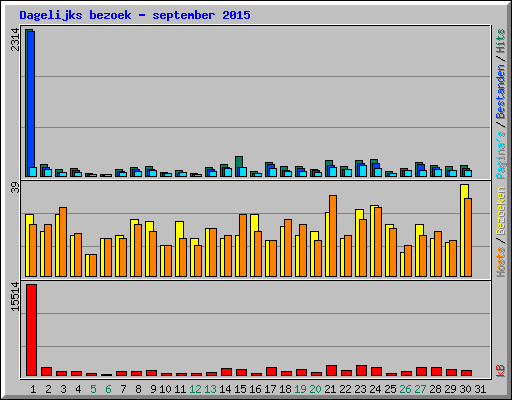 Dagelijks bezoek - september 2015
2314
39
15514
Hosts / Bezoeken Pagina's / Bestanden / Hits
kB
1 2 3 4 5 6 7 8 9 10 11 12 13 14 15 16 17 18 19 20 21 22 23 24 25 26 27 28 29 30 31